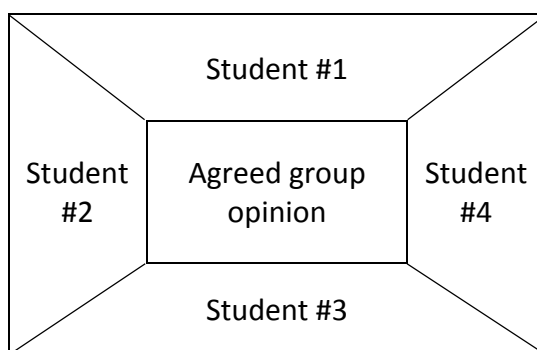 Student #1
Student
#2
Agreed group
opinion
Student
#4
Student #3